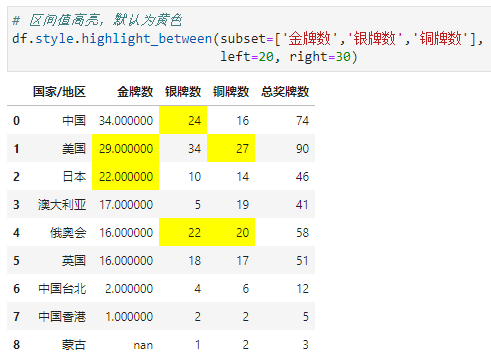 # 区间值高亮，默认为黄色
df.style.highlight_between(subset=['金牌数','银牌数','铜牌数'],
left=20, right=30)
国家/地区 金牌数 银牌数 铜牌数 总奖牌数
0 中国 34.000000 24 16 74
1 美国 29.000000 34 27 90
2 日本 22.000000 10 14 46
3 澳大利亚 17.000000 5 19 41
4 俄奥会 16.000000 22 20 58
5 英国 16.000000 18 17 51
6 中国台北 2.000000 4 6 12
7 中国香港 1.000000 2 2 5
8 蒙古 nan 1 2 3